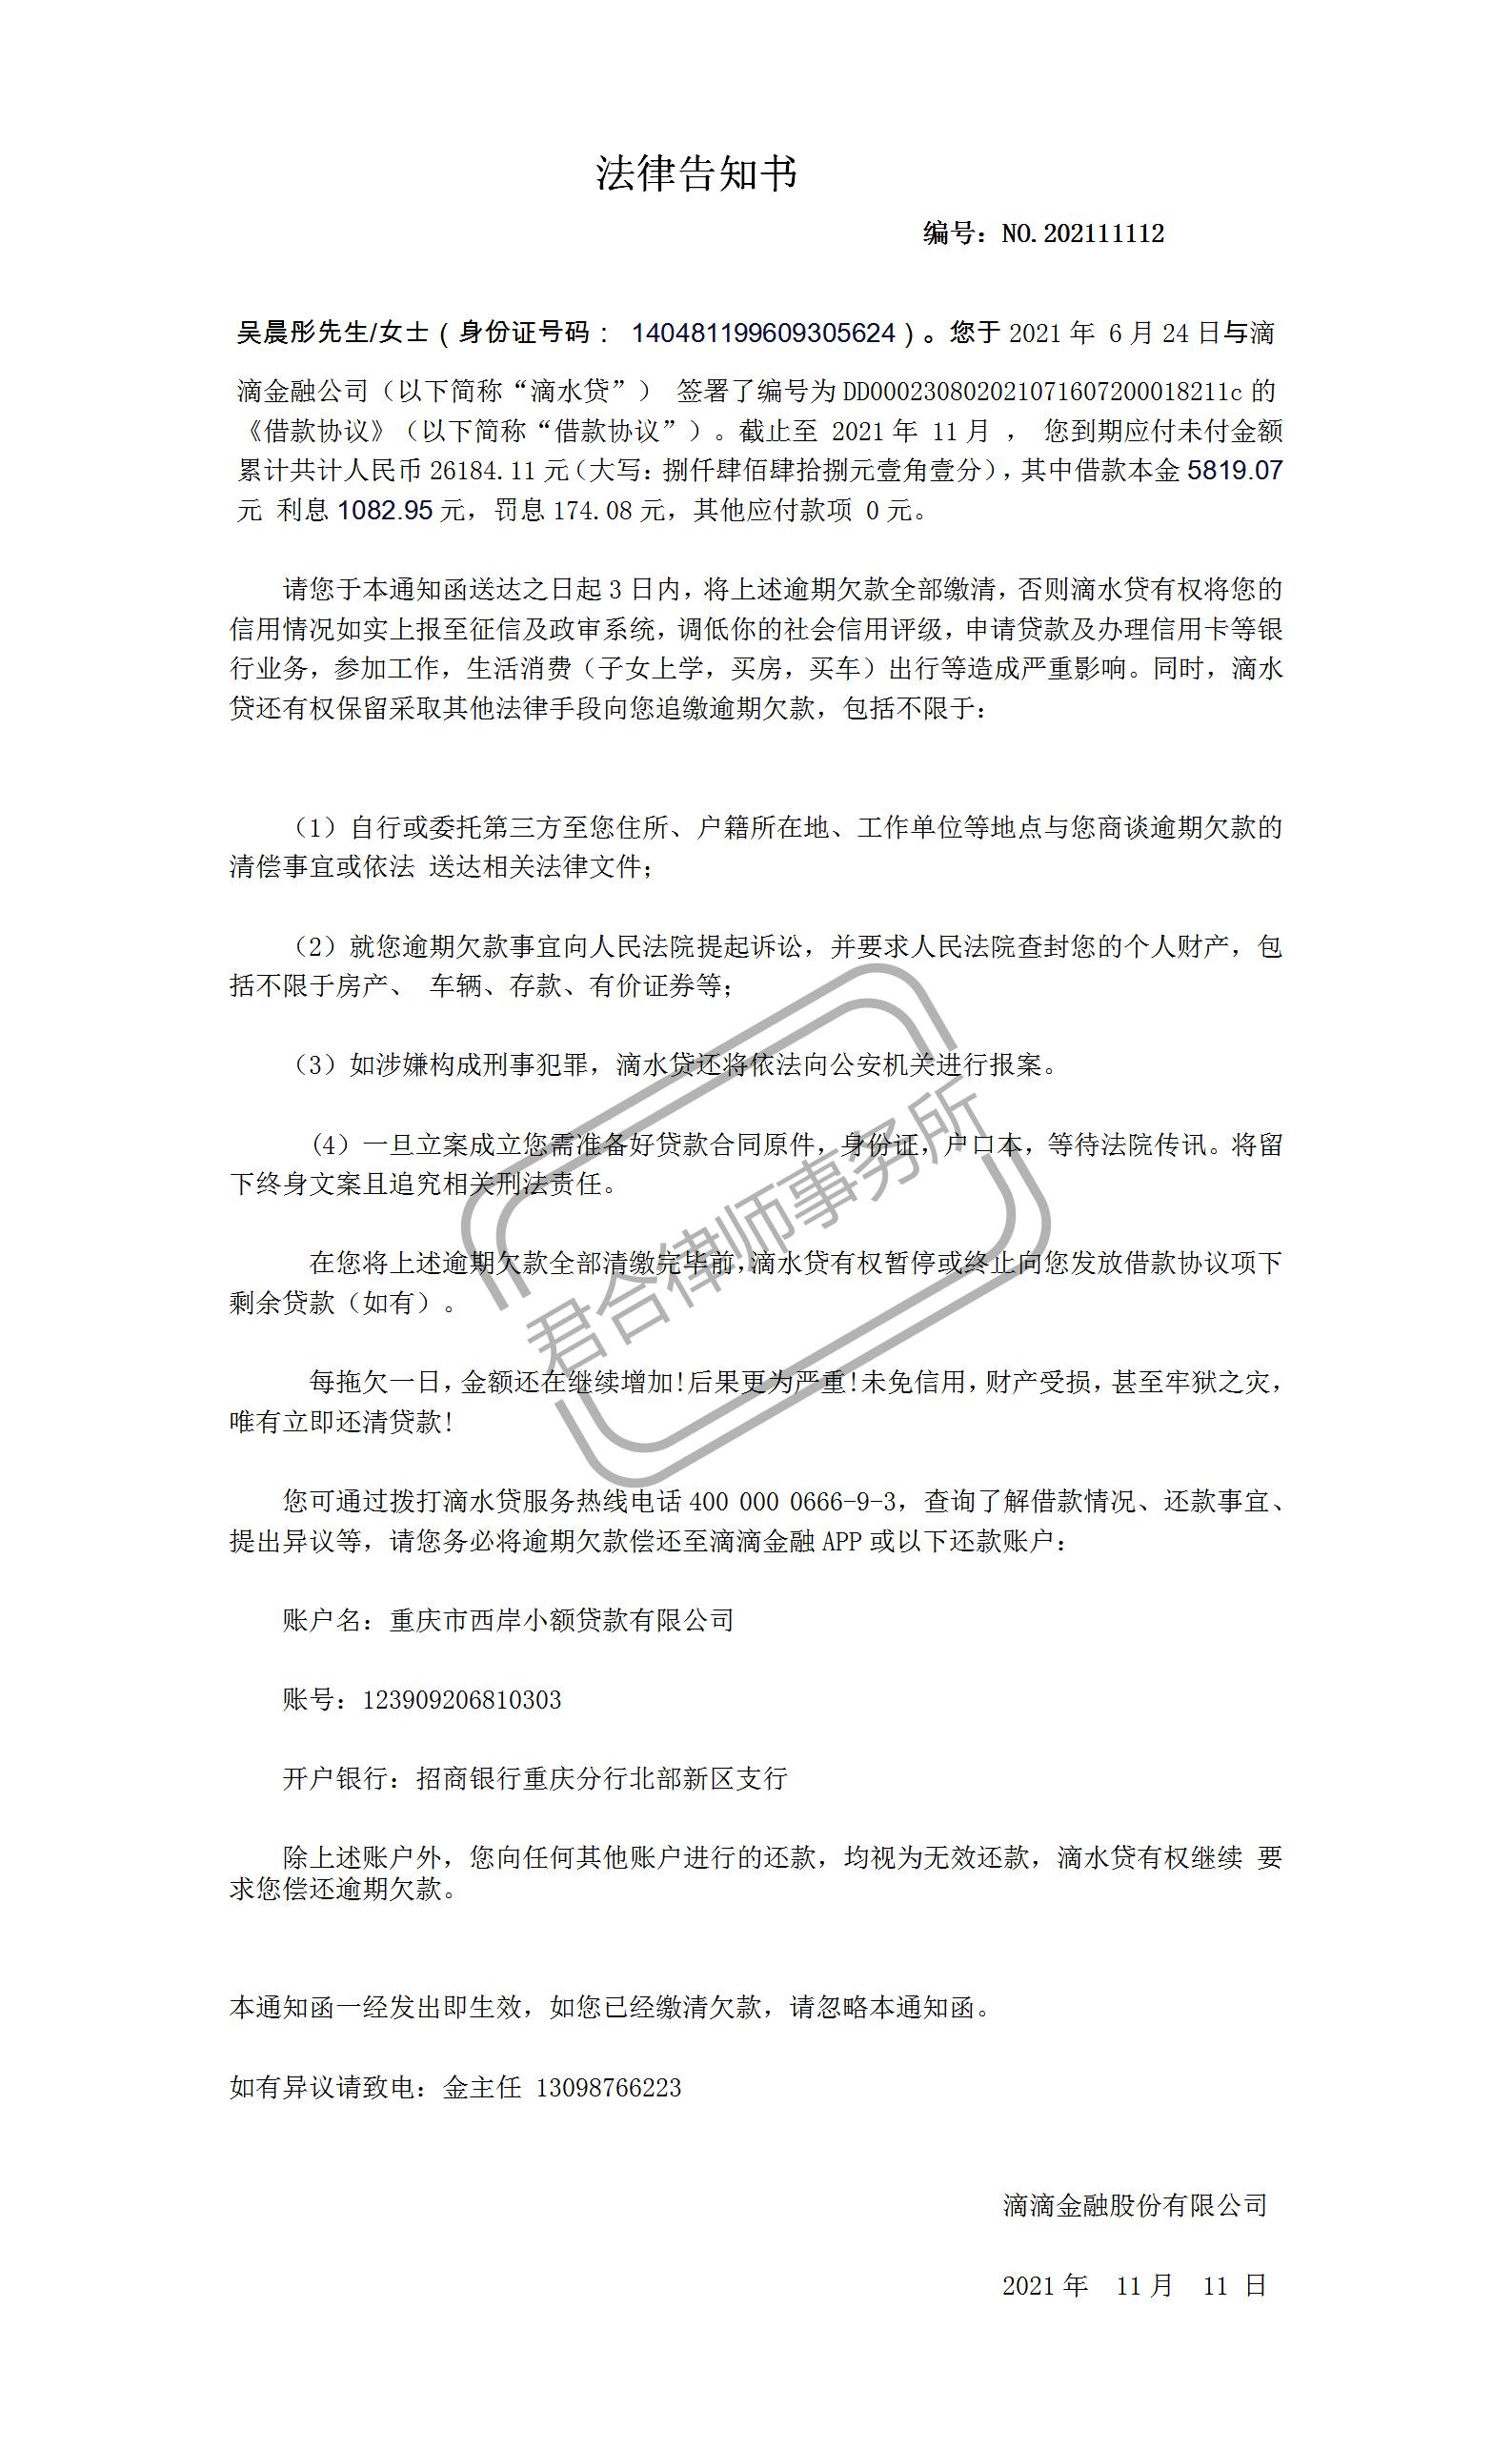 法律告知书
编号：NO.202111112
吴晨彤先生/女士（身份证号码： 140481199609305624）。您于 2021 年 6 月 24 日与滴
滴金融公司（以下简称“滴水贷”） 签署了编号为 DD000230802021071607200018211c 的
《借款协议》（以下简称“借款协议”）。截止至 2021 年 11 月 ， 您到期应付未付金额
累计共计人民币 26184.11 元（大写：捌仟肆佰肆拾捌元壹角壹分），其中借款本金 5819.07
元 利息 1082.95 元，罚息 174.08 元，其他应付款项 0 元。
请您于本通知函送达之日起 3 日内，将上述逾期欠款全部缴清，否则滴水贷有权将您的
信用情况如实上报至征信及政审系统，调低你的社会信用评级，申请贷款及办理信用卡等银
行业务，参加工作，生活消费（子女上学，买房，买车）出行等造成严重影响。同时，滴水
贷还有权保留采取其他法律手段向您追缴逾期欠款，包括不限于：
（1）自行或委托第三方至您住所、户籍所在地、工作单位等地点与您商谈逾期欠款的
清偿事宜或依法 送达相关法律文件；
（2）就您逾期欠款事宜向人民法院提起诉讼，并要求人民法院查封您的个人财产，包
括不限于房产、 车辆、存款、有价证券等；
（3）如涉嫌构成刑事犯罪，滴水贷还将依法向公安机关进行报案。
(4）一旦立案成立您需准备好贷款合同原件，身份证，户口本，等待法院传讯。将留
下终身文案且追究相关刑法责任。
在您将上述逾期欠款全部清缴完毕前，滴水贷有权暂停或终止向您发放借款协议项下
剩余贷款（如有）。
君合律师事务所
每拖欠一日，金额还在继续增加！后果更为严重！未免信用，财产受损，甚至牢狱之灾，
唯有立即还清贷款！
您可通过拨打滴水贷服务热线电话 400 000 0666-9-3，查询了解借款情况、还款事宜、
提出异议等，请您务必将逾期欠款偿还至滴滴金融 APP 或以下还款账户：
账户名：重庆市西岸小额贷款有限公司
账号：123909206810303
开户银行：招商银行重庆分行北部新区支行
除上述账户外，您向任何其他账户进行的还款，均视为无效还款，滴水贷有权继续 要
求您偿还逾期欠款。
本通知函一经发出即生效，如您已经缴清欠款，请忽略本通知函。
如有异议请致电：金主任 13098766223
滴滴金融股份有限公司
2021 年 11 月 11 日